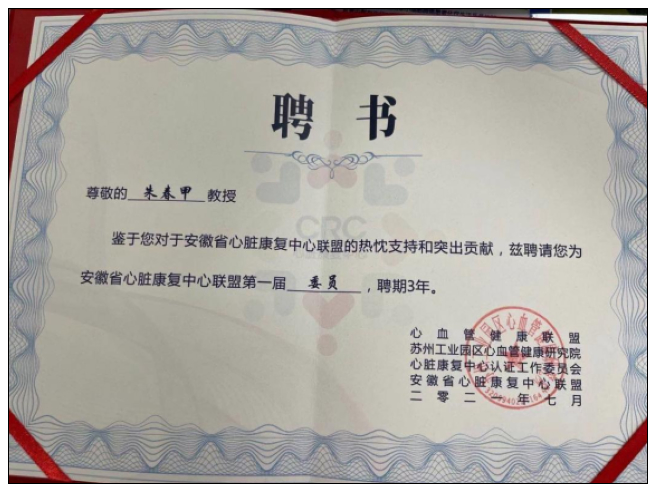 聘书
尊敬的 朱春甲 教授
CRC
鉴于您对于安徽省心脏康复中心联盟的热忱支持和突出贡献，兹聘请您为
安徽省心脏康复中心联盟第一届 委员 ，聘期3年。
心血管健康联盟
苏州工业园区心血管健康研究院
心脏康复中心认证工作委员会
安徽省心脏康复中心联盟
二零二 年七月